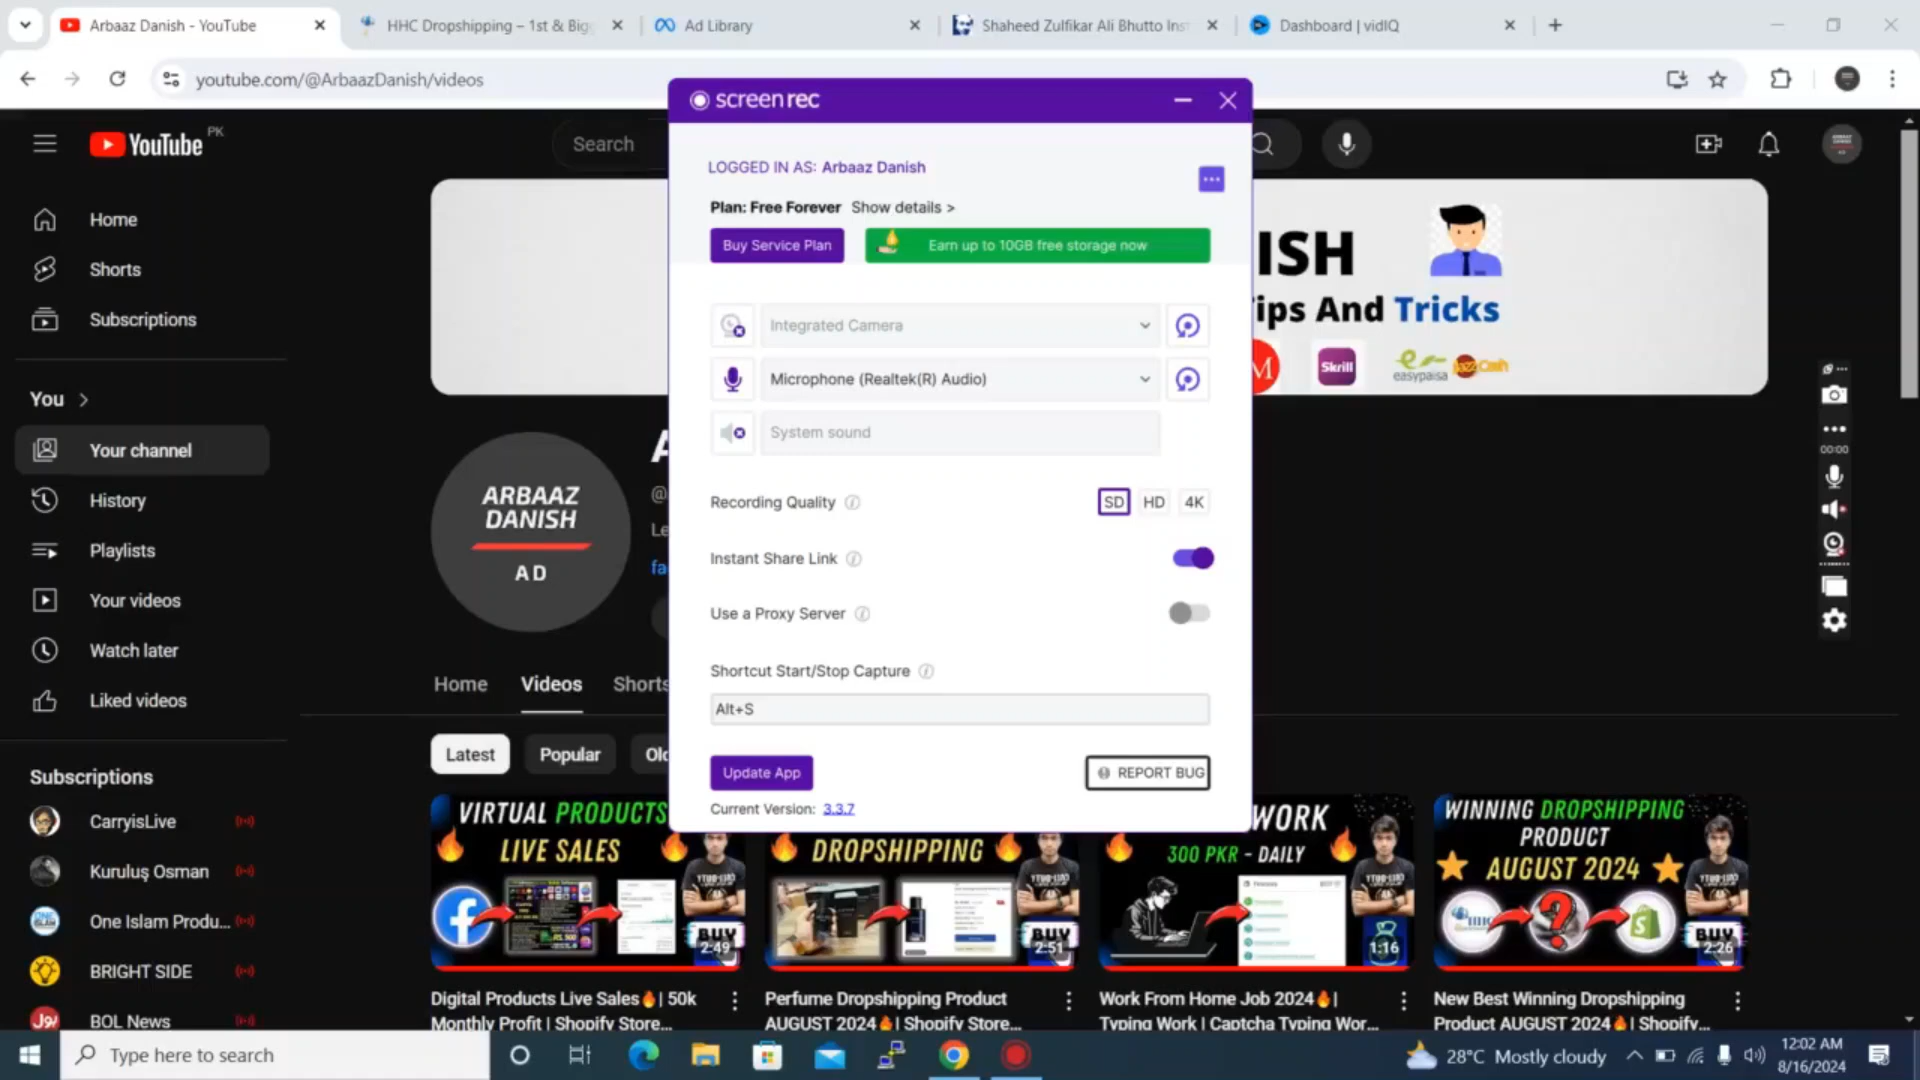 Arbaaz Danish - YouTube
HHC Dropshipping – 1st & Big
Ad Library
Shaheed Zulfikar Ali Bhutto Inst
Dashboard | vidIQ
youtube.com/@ArbaazDanish/videos
screenrec
YouTube PK
Search
LOGGED IN AS: Arbaaz Danish
Plan: Free Forever Show details >
Buy Service Plan
Earn up to 10GB free storage now
ISH
ips And Tricks
Skrill
easypaisa
JazzCash
Home
Shorts
Subscriptions
You
Your channel
History
Playlists
Your videos
Watch later
Liked videos
Subscriptions
CarryisLive
Kuruluş Osman
One Islam Produ...
BRIGHT SIDE
BOL News
ARBAAZ
DANISH
AD
Integrated Camera
Microphone (Realtek(R) Audio)
System sound
Recording Quality
SD HD 4K
Instant Share Link
Use a Proxy Server
Shortcut Start/Stop Capture
Alt+S
Update App
REPORT BUG
Current Version: 3.3.7
00:00
Home Videos Shorts
Latest Popular Ol
VIRTUAL PRODUCTS
LIVE SALES
BUY
2:49
DROPSHIPPING
BUY
2:51
WORK
300 PKR - DAILY
1:16
WINNING DROPSHIPPING
PRODUCT
AUGUST 2024
BUY
2:26
Digital Products Live Sales🔥| 50k
Monthly Profit | Shopify Store...
Perfume Dropshipping Product
AUGUST 2024🔥| Shopify Store...
Work From Home Job 2024🔥|
Typing Work | Captcha Typing Wor...
New Best Winning Dropshipping
Product AUGUST 2024🔥| Shopify...
Type here to search
28°C Mostly cloudy
12:02 AM
8/16/2024